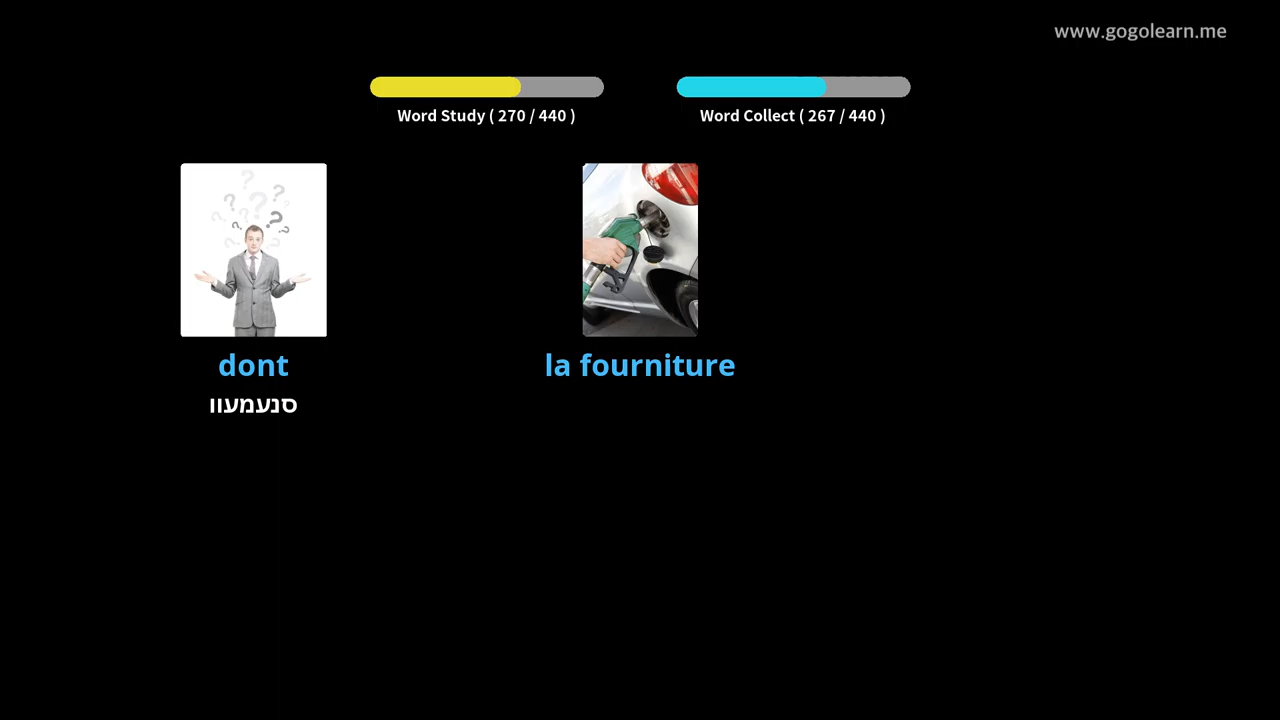 www.gogolearn.me
Word Study ( 270 / 440 )
Word Collect ( 267 / 440 )
dont
la fourniture
סנעמעוו